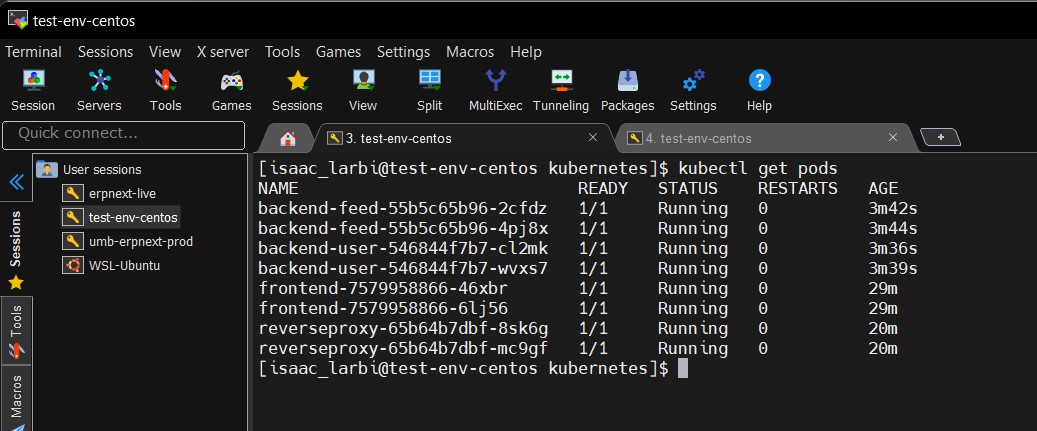 test-env-centos
Terminal Sessions View X server Tools Games Settings Macros Help
Session Servers Tools Games Sessions View Split MultiExec Tunneling Packages Settings Help
Quick connect...
3. test-env-centos
4. test-env-centos
User sessions
erpnext-live
test-env-centos
umb-erpnext-prod
WSL-Ubuntu
Sessions
Tools
Macros
[isaac_larbi@test-env-centos kubernetes]$ kubectl get pods
NAME READY STATUS RESTARTS AGE
backend-feed-55b5c65b96-2cfdz 1/1 Running 0 3m42s
backend-feed-55b5c65b96-4pj8x 1/1 Running 0 3m44s
backend-user-546844f7b7-cl2mk 1/1 Running 0 3m36s
backend-user-546844f7b7-wvxs7 1/1 Running 0 3m39s
frontend-7579958866-46xbr 1/1 Running 0 29m
frontend-7579958866-6lj56 1/1 Running 0 29m
reverseproxy-65b64b7dbf-8sk6g 1/1 Running 0 20m
reverseproxy-65b64b7dbf-mc9gf 1/1 Running 0 20m
[isaac_larbi@test-env-centos kubernetes]$